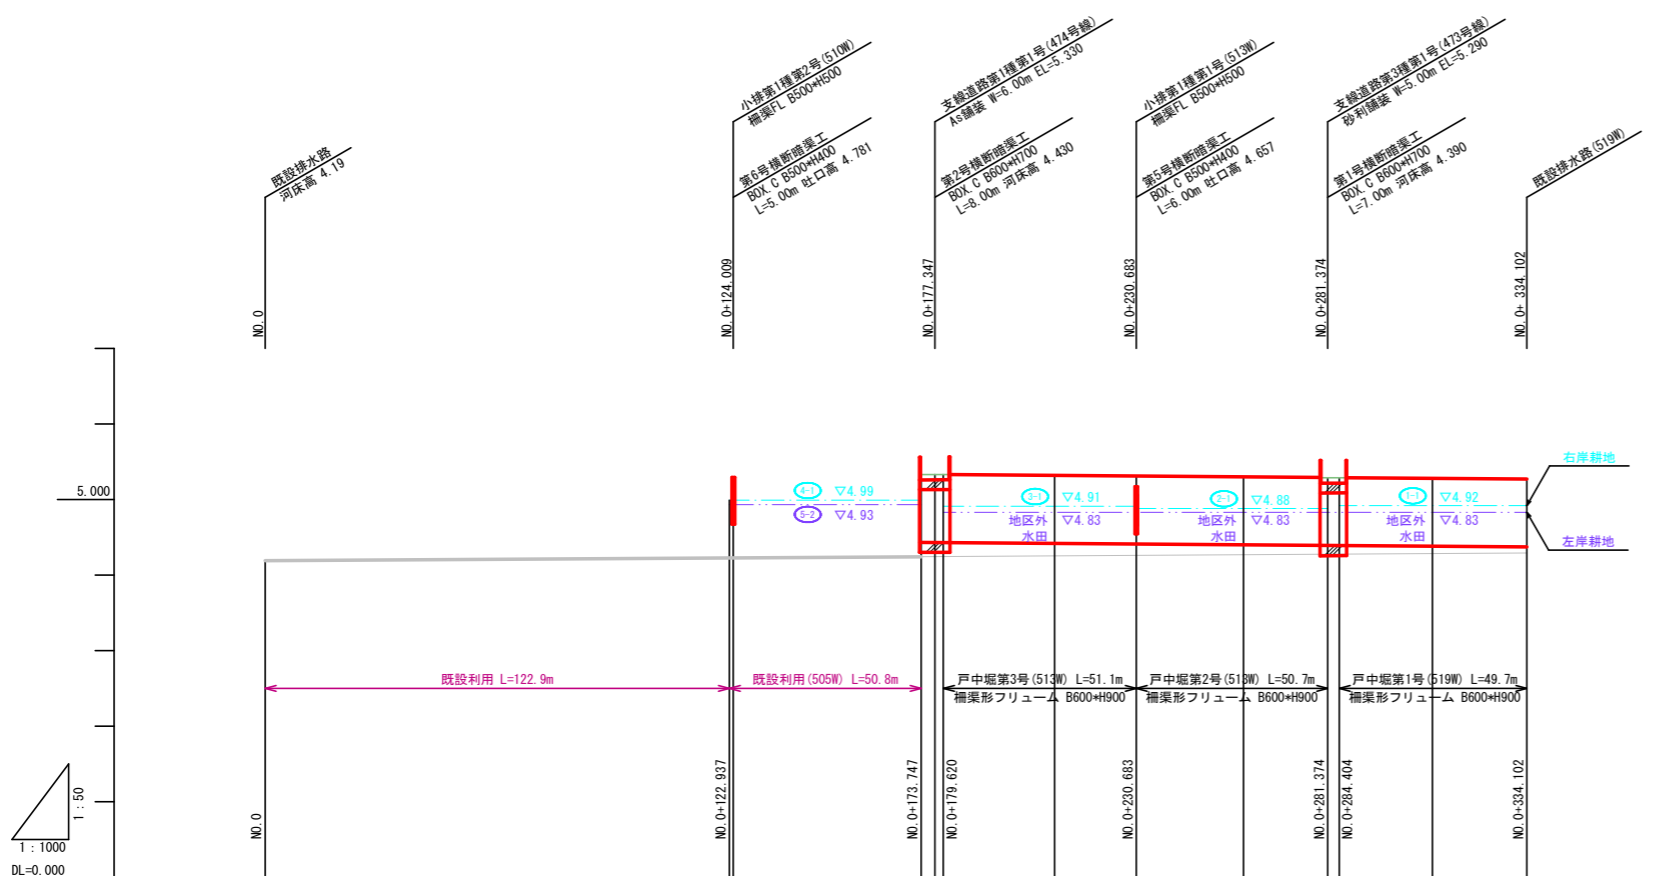 既設排水路
河床高 4.19
小排第1種第2号(510W)
柵渠FL B500*H500
第6号横断暗渠工
BOX.C B500*H400
L=5.00m 吐口高 4.781
支線道路第1種第1号(474号線)
As舗装 W=6.00m EL=5.330
第2号横断暗渠工
BOX.C B600*H700
L=8.00m 河床高 4.430
小排第1種第1号(513W)
柵渠FL B500*H500
第5号横断暗渠工
BOX.C B500*H400
L=6.00m 吐口高 4.657
支線道路第3種第1号(473号線)
砂利舗装 W=5.00m EL=5.290
第1号横断暗渠工
BOX.C B600*H700
L=7.00m 河床高 4.390
既設排水路(519W)
NO.0
NO.0+124.009
NO.0+177.347
NO.0+230.683
NO.0+281.374
NO.0+ 334.102
5.000
4-1 ▽4.99
5-2 ▽4.93
3-1 ▽4.91
地区外 ▽4.83
水田
2-1 ▽4.88
地区外 ▽4.83
水田
1-1 ▽4.92
地区外 ▽4.83
水田
右岸耕地
左岸耕地
既設利用 L=122.9m
既設利用(505W) L=50.8m
戸中堀第3号(513W) L=51.1m
柵渠形フリューム B600*H900
戸中堀第2号(513W) L=50.7m
柵渠形フリューム B600*H900
戸中堀第1号(519W) L=49.7m
柵渠形フリューム B600*H900
NO.0
NO.0+122.937
NO.0+173.747
NO.0+179.620
NO.0+230.683
NO.0+281.374
NO.0+284.404
NO.0+334.102
1:50
1:1000
DL=0.000